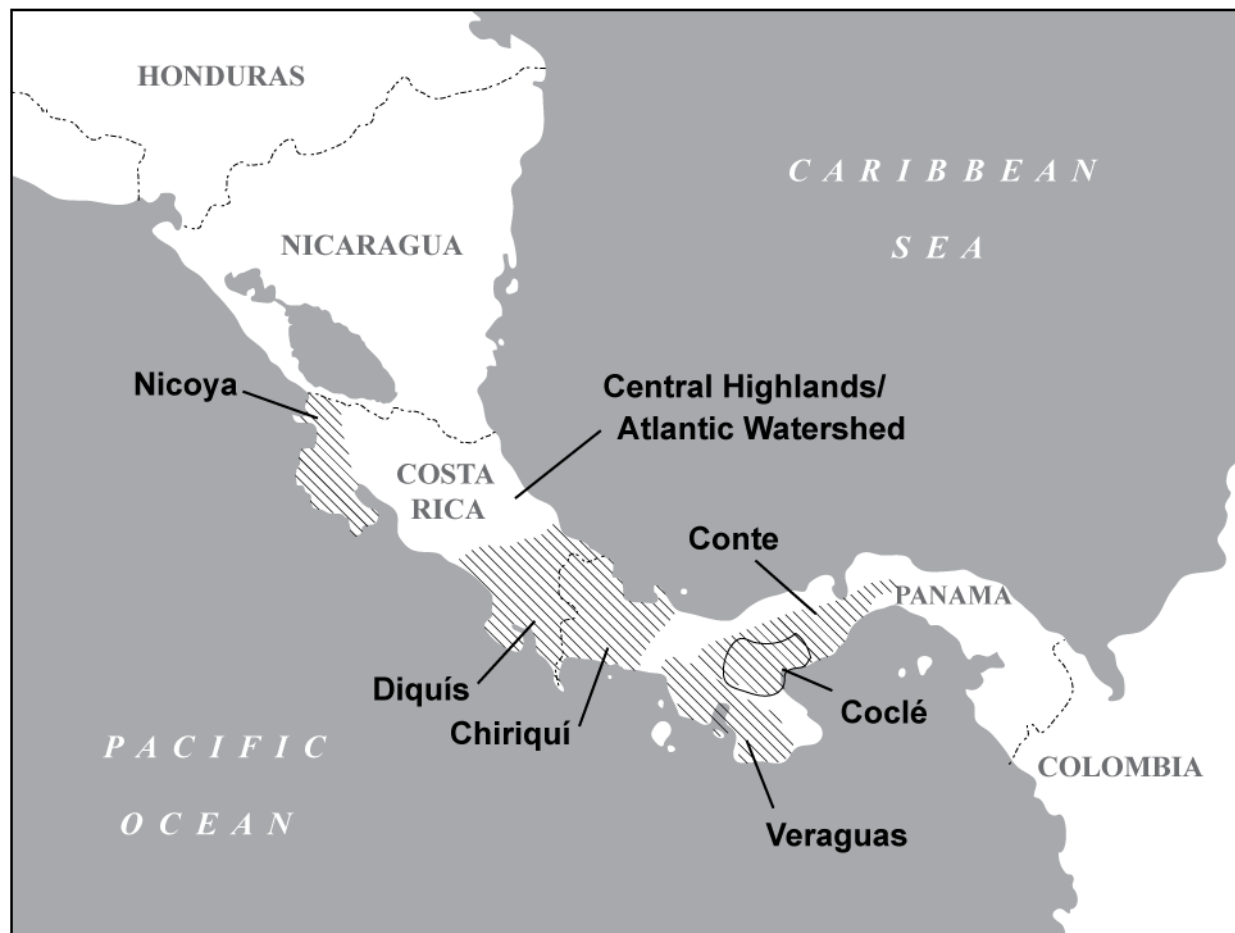 HONDURAS
CARIBBEAN
SEA
NICARAGUA
Nicoya
Central Highlands/
Atlantic Watershed
COSTA
RICA
Conte
PANAMA
Diquís
Chiriquí
Coclé
PACIFIC
OCEAN
COLOMBIA
Veraguas